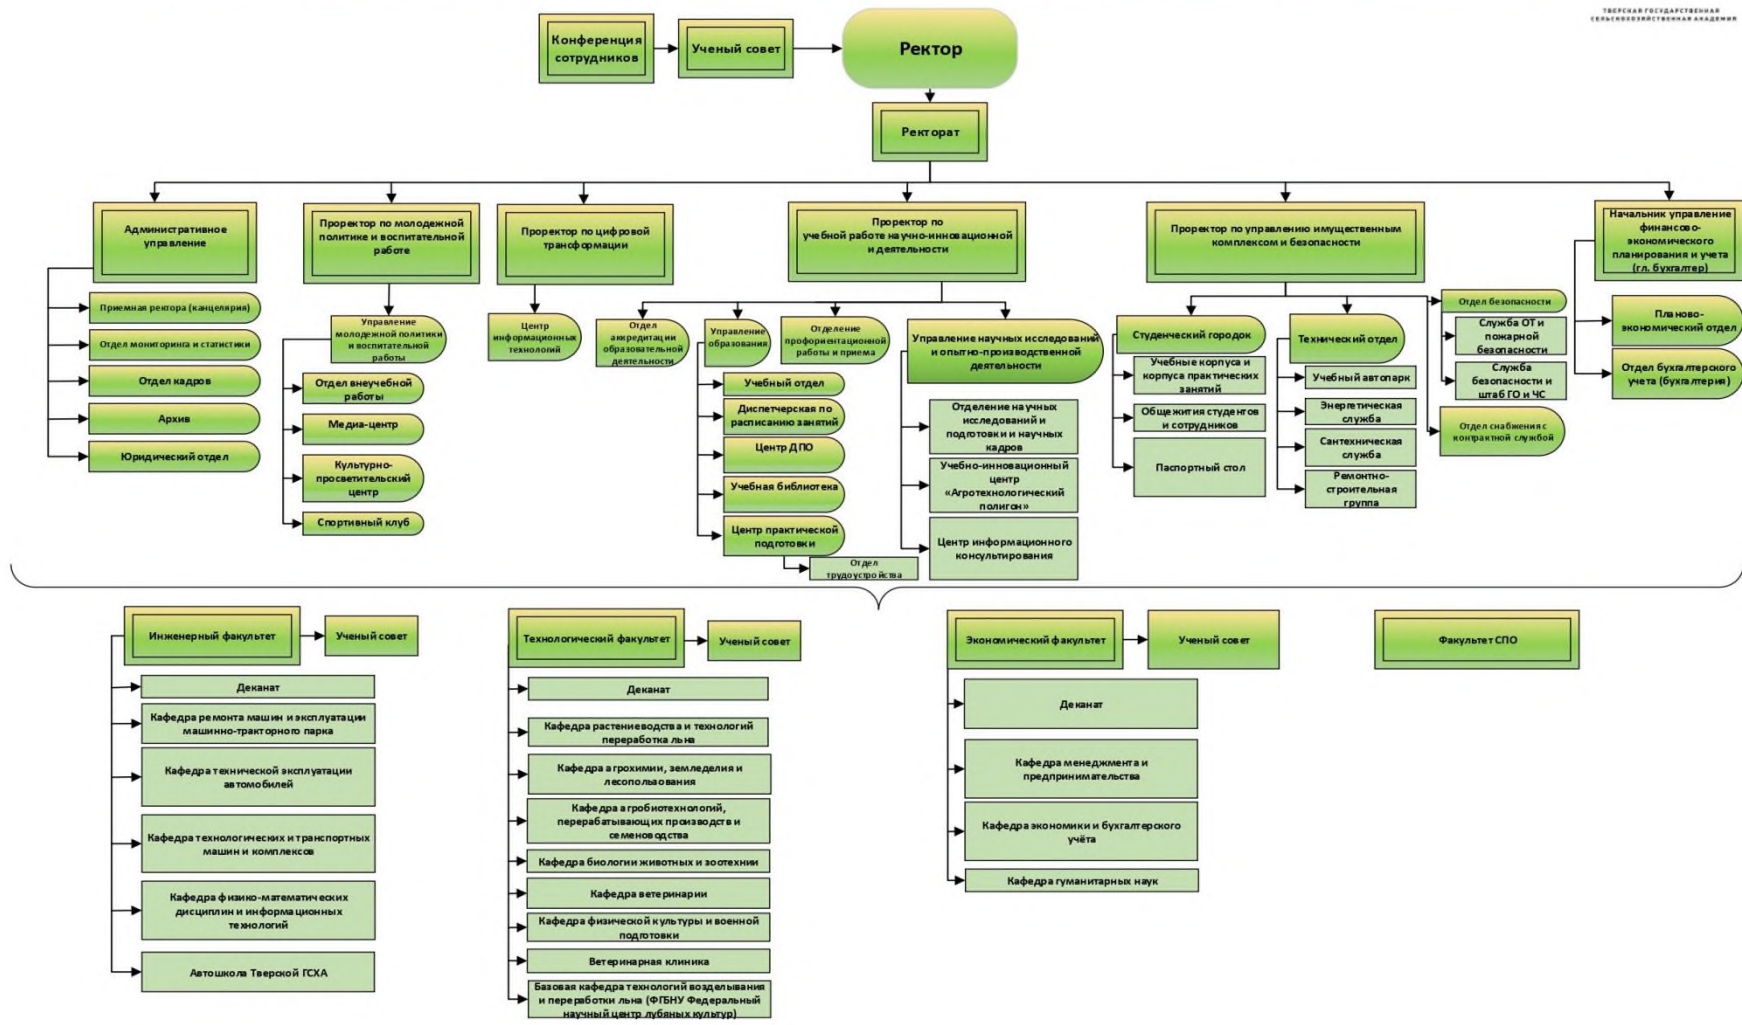 ТВЕРСКАЯ ГОСУДАРСТВЕННАЯ
СЕЛЬСКОХОЗЯЙСТВЕННАЯ АКАДЕМИЯ
Конференция
сотрудников
Ученый совет
Ректор
Ректорат
Административное
управление
Проректор по молодежной
политике и воспитательной
работе
Проректор по цифровой
трансформации
Проректор по
учебной работе научно-инновационной
и деятельности
Проректор по управлению имущественным
комплексом и безопасности
Начальник управление
финансово-
экономического
планирования и учета
(гл. бухгалтер)
Приемная ректора (канцелярия)
Отдел мониторинга и статистики
Отдел кадров
Архив
Юридический отдел
Управление
молодежной политики
и воспитательной
работы
Отдел внеучебной
работы
Медиа-центр
Культурно-
просветительский
центр
Спортивный клуб
Центр
информационных
технологий
Отдел
аккредитации
образовательной
деятельности
Управление
образования
Учебный отдел
Диспетчерская по
расписанию занятий
Центр ДПО
Учебная библиотека
Центр практической
подготовки
Отдел
трудоустройства
Отделение
профориентационной
работы и приема
Управление научных исследований
и опытно-производственной
деятельности
Отделение научных
исследований и
подготовки и научных
кадров
Учебно-инновационный
центр
«Агротехнологический
полигон»
Центр информационного
консультирования
Студенческий городок
Учебные корпуса и
корпуса практических
занятий
Общежития студентов
и сотрудников
Паспортный стол
Технический отдел
Учебный автопарк
Энергетическая
служба
Сантехническая
служба
Ремонтно-
строительная
группа
Отдел безопасности
Служба ОТ и
пожарной
безопасности
Служба
безопасности и
штаб ГО и ЧС
Отдел снабжения с
контрактной службой
Планово-
экономический отдел
Отдел бухгалтерского
учета (бухгалтерия)
Инженерный факультет
Ученый совет
Деканат
Кафедра ремонта машин и эксплуатации
машинно-тракторного парка
Кафедра технической эксплуатации
автомобилей
Кафедра технологических и транспортных
машин и комплексов
Кафедра физико-математических
дисциплин и информационных
технологий
Автошкола Тверской ГСХА
Технологический факультет
Ученый совет
Деканат
Кафедра растениеводства и технологий
переработка льна
Кафедра агрохимии, земледелия и
лесопользования
Кафедра агробиотехнологий,
перерабатывающих производств и
семеноводства
Кафедра биологии животных и зоотехнии
Кафедра ветеринарии
Кафедра физической культуры и военной
подготовки
Ветеринарная клиника
Базовая кафедра технологий возделывания
и переработки льна (ФГБНУ Федеральный
научный центр лубяных культур)
Экономический факультет
Ученый совет
Деканат
Кафедра менеджмента и
предпринимательства
Кафедра экономики и бухгалтерского
учёта
Кафедра гуманитарных наук
Факультет СПО